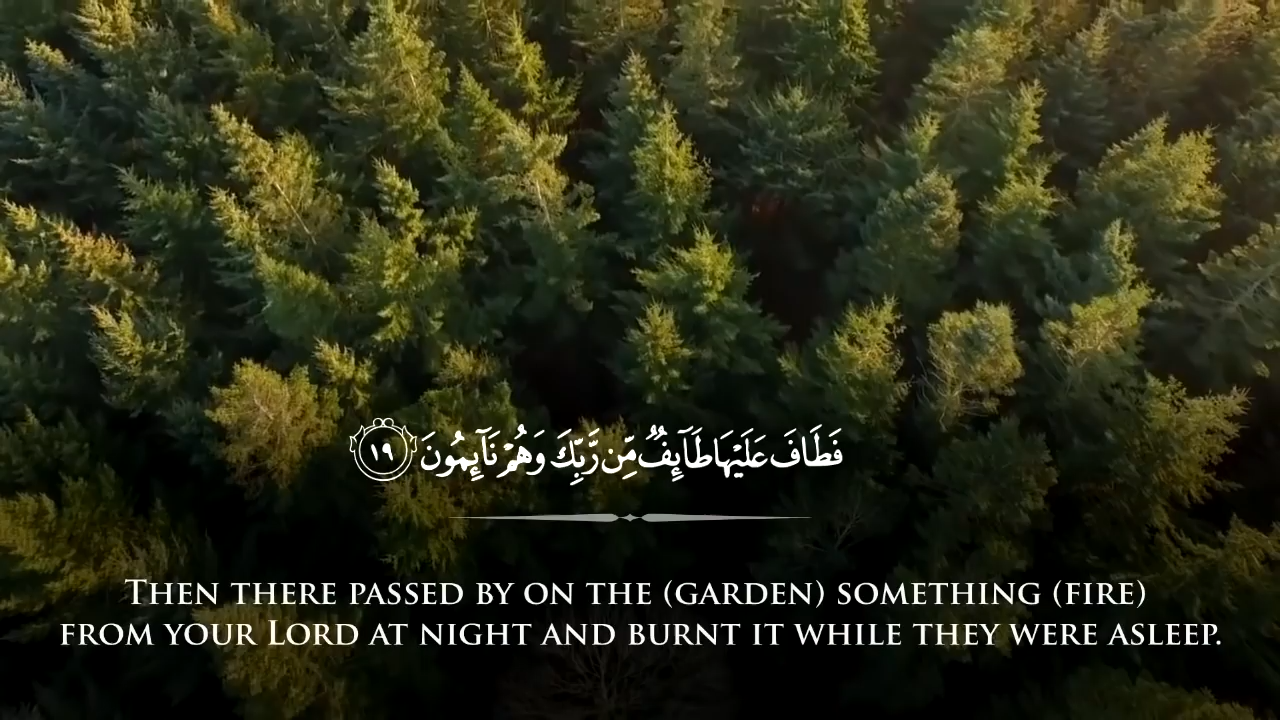 فَطَافَ عَلَيْهَا طَآئِفٌ مِّن رَّبِّكَ وَهُمْ نَآئِمُونَ ١٩
THEN THERE PASSED BY ON THE (GARDEN) SOMETHING (FIRE)
FROM YOUR LORD AT NIGHT AND BURNT IT WHILE THEY WERE ASLEEP.